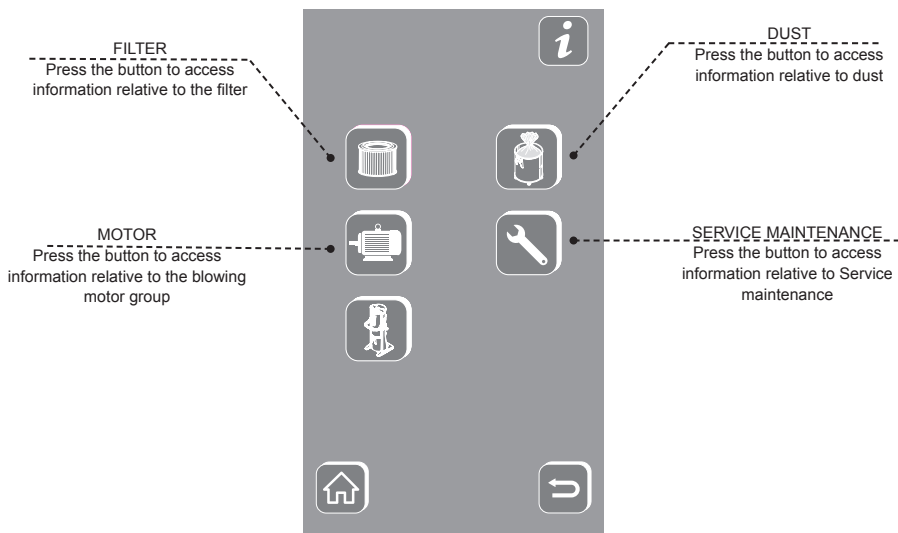 FILTER
Press the button to access
information relative to the filter
MOTOR
Press the button to access
information relative to the blowing
motor group
i
DUST
Press the button to access
information relative to dust
SERVICE MAINTENANCE
Press the button to access
information relative to Service
maintenance